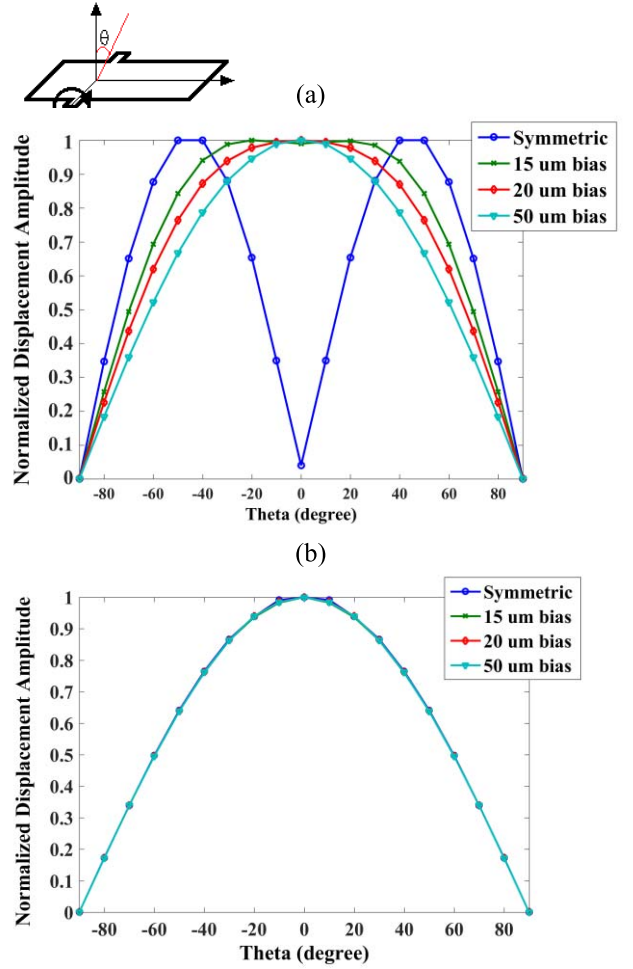 θ
(a)
Symmetric
15 um bias
20 um bias
50 um bias
Normalized Displacement Amplitude
1
0.9
0.8
0.7
0.6
0.5
0.4
0.3
0.2
0.1
0
-80 -60 -40 -20 0 20 40 60 80
Theta (degree)
(b)
Symmetric
15 um bias
20 um bias
50 um bias
Normalized Displacement Amplitude
1
0.9
0.8
0.7
0.6
0.5
0.4
0.3
0.2
0.1
0
-80 -60 -40 -20 0 20 40 60 80
Theta (degree)